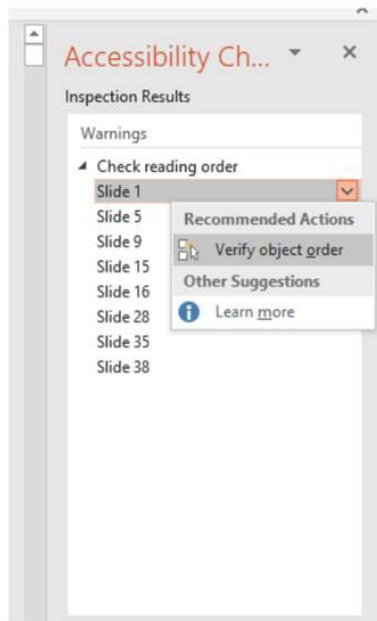 Accessibility Ch...
Inspection Results
Warnings
Check reading order
Slide 1
Slide 5
Slide 9
Slide 15
Slide 16
Slide 28
Slide 35
Slide 38
Recommended Actions
Verify object order
Other Suggestions
Learn more